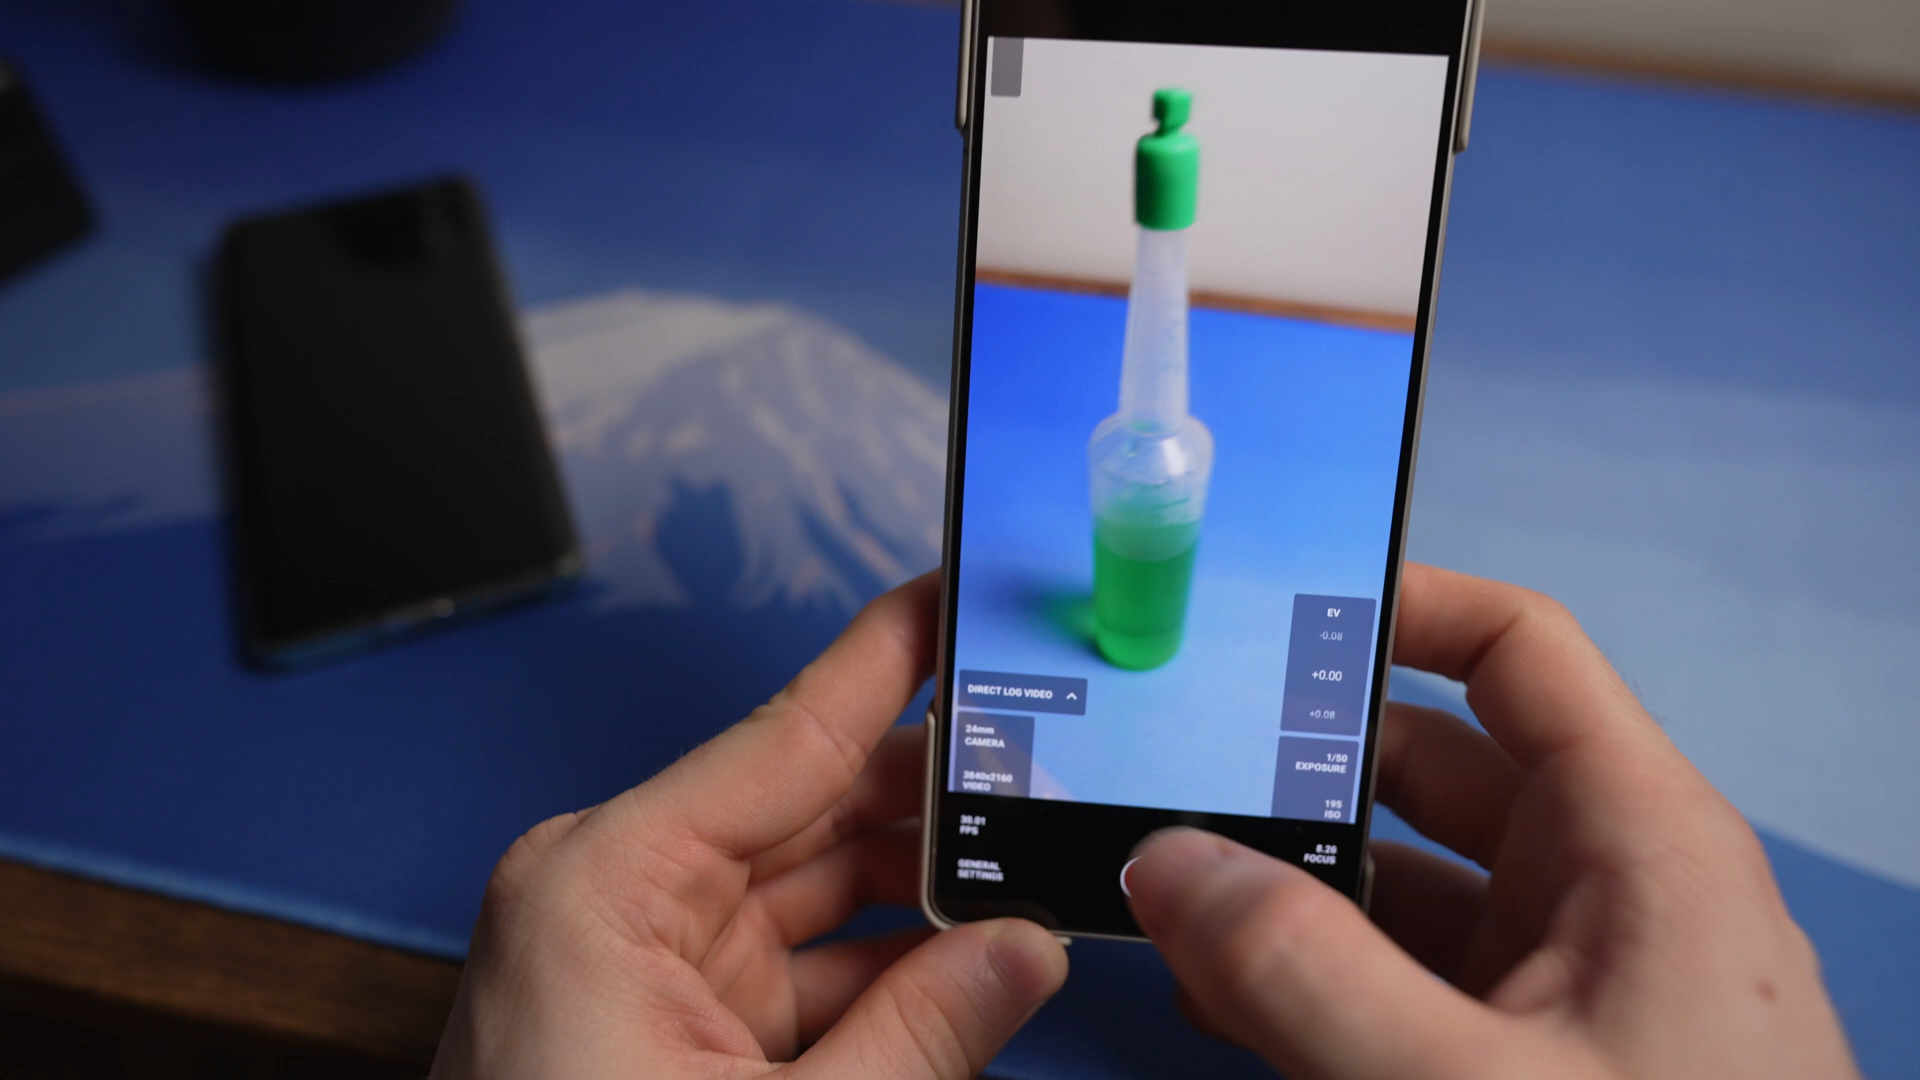 EV
-0.08
+0.00
+0.08
DIRECT LOG VIDEO
24mm
CAMERA
3840x2160
VIDEO
1/50
EXPOSURE
195
ISO
30.01
FPS
8.26
FOCUS
GENERAL
SETTINGS